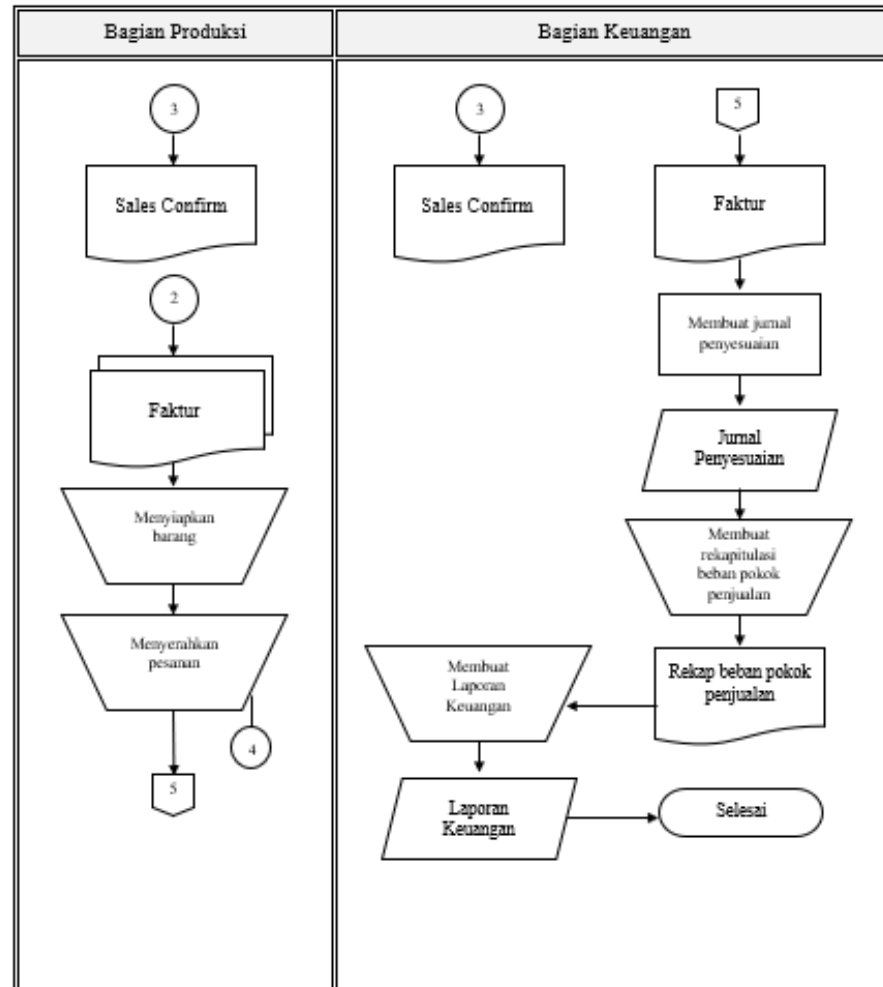 Bagian Produksi
3
Sales Confirm
2
Faktur
Menyiapkan
barang
Menyerahkan
pesanan
4
5
Bagian Keuangan
3
Sales Confirm
5
Faktur
Membuat jurnal
penyesuaian
Jurnal
Penyesuaian
Membuat
rekapitulasi
beban pokok
penjualan
Rekap beban pokok
penjualan
Membuat
Laporan
Keuangan
Laporan
Keuangan
Selesai